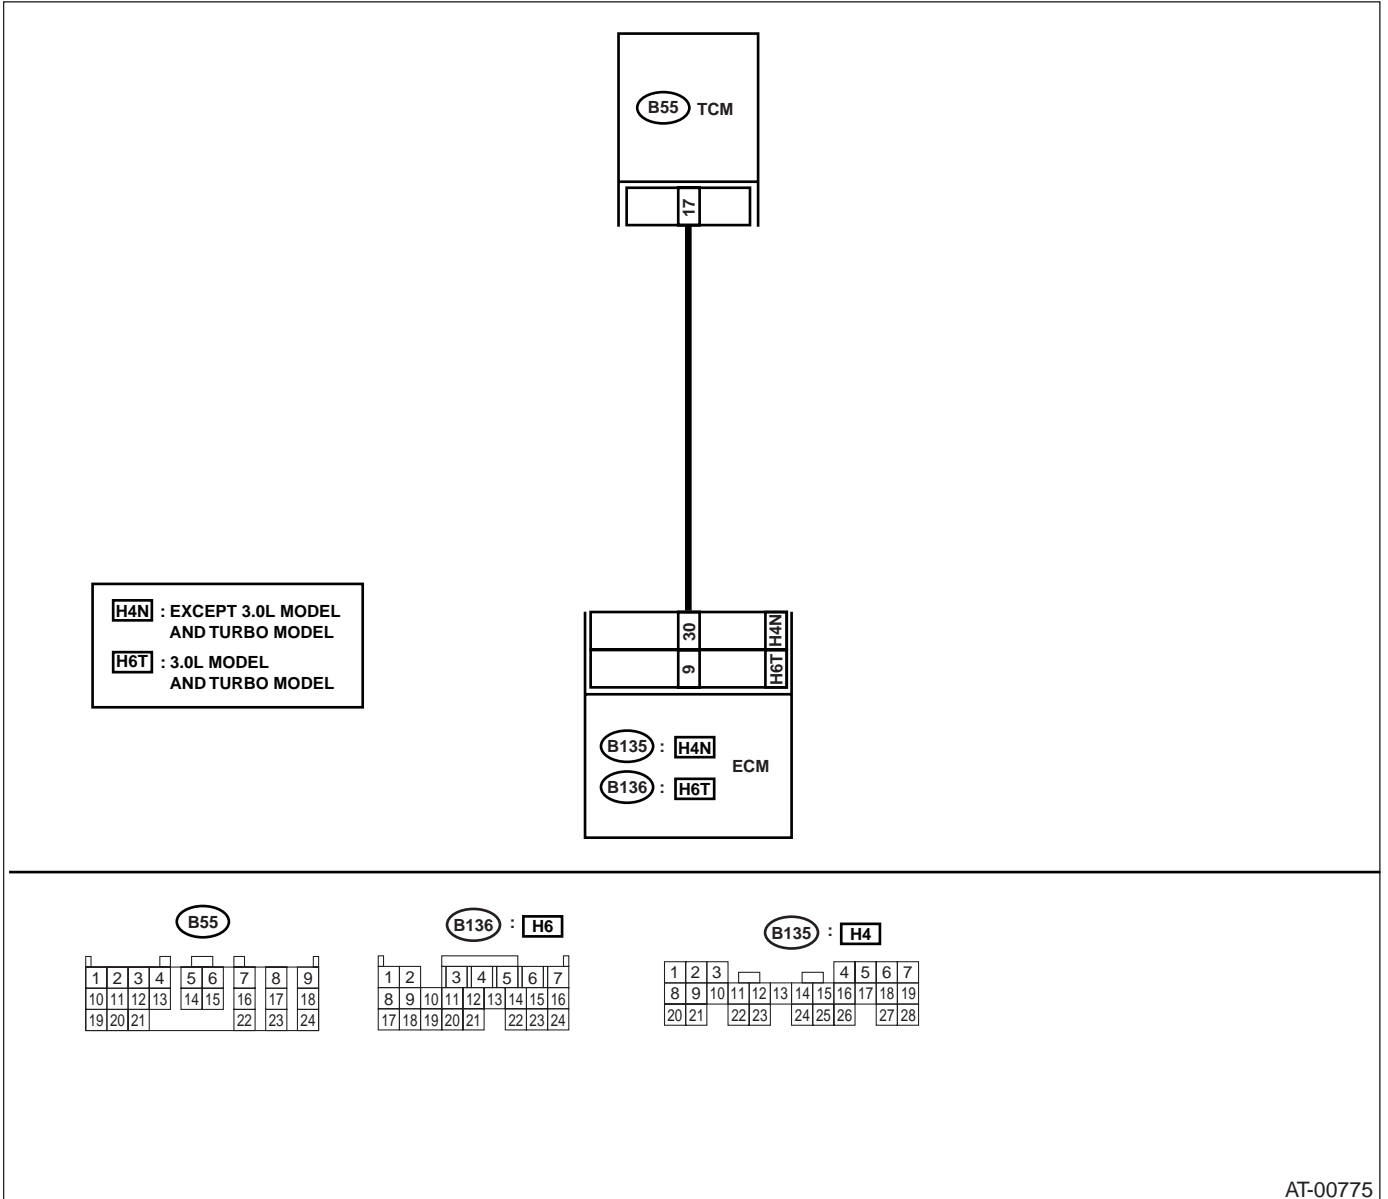 B55 TCM
17
H4N : EXCEPT 3.0L MODEL
AND TURBO MODEL
H6T : 3.0L MODEL
AND TURBO MODEL
30 H4N
9 H6T
B135 : H4N
ECM
B136 : H6T
B55
1 2 3 4 5 6 7 8 9
10 11 12 13 14 15 16 17 18
19 20 21 22 23 24
B136 : H6
1 2 3 4 5 6 7
8 9 10 11 12 13 14 15 16
17 18 19 20 21 22 23 24
B135 : H4
1 2 3 4 5 6 7
8 9 10 11 12 13 14 15 16 17 18 19
20 21 22 23 24 25 26 27 28
AT-00775